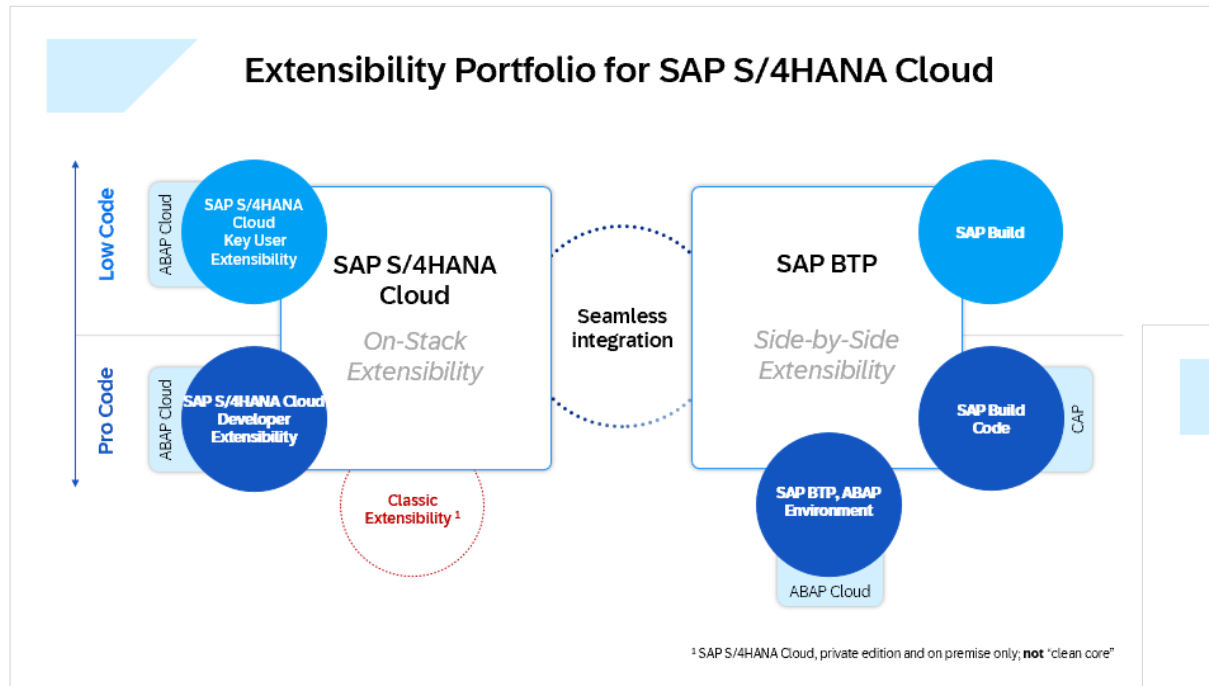 Extensibility Portfolio for SAP S/4HANA Cloud
Low Code
ABAP Cloud
SAP S/4HANA
Cloud
Key User
Extensibility
SAP S/4HANA
Cloud
On-Stack
Extensibility
Seamless
integration
SAP BTP
Side-by-Side
Extensibility
SAP Build
Pro Code
ABAP Cloud
SAP S/4HANA Cloud
Developer
Extensibility
Classic
Extensibility ¹
SAP BTP, ABAP
Environment
ABAP Cloud
SAP Build
Code
CAP
¹ SAP S/4HANA Cloud, private edition and on premise only; not “clean core”